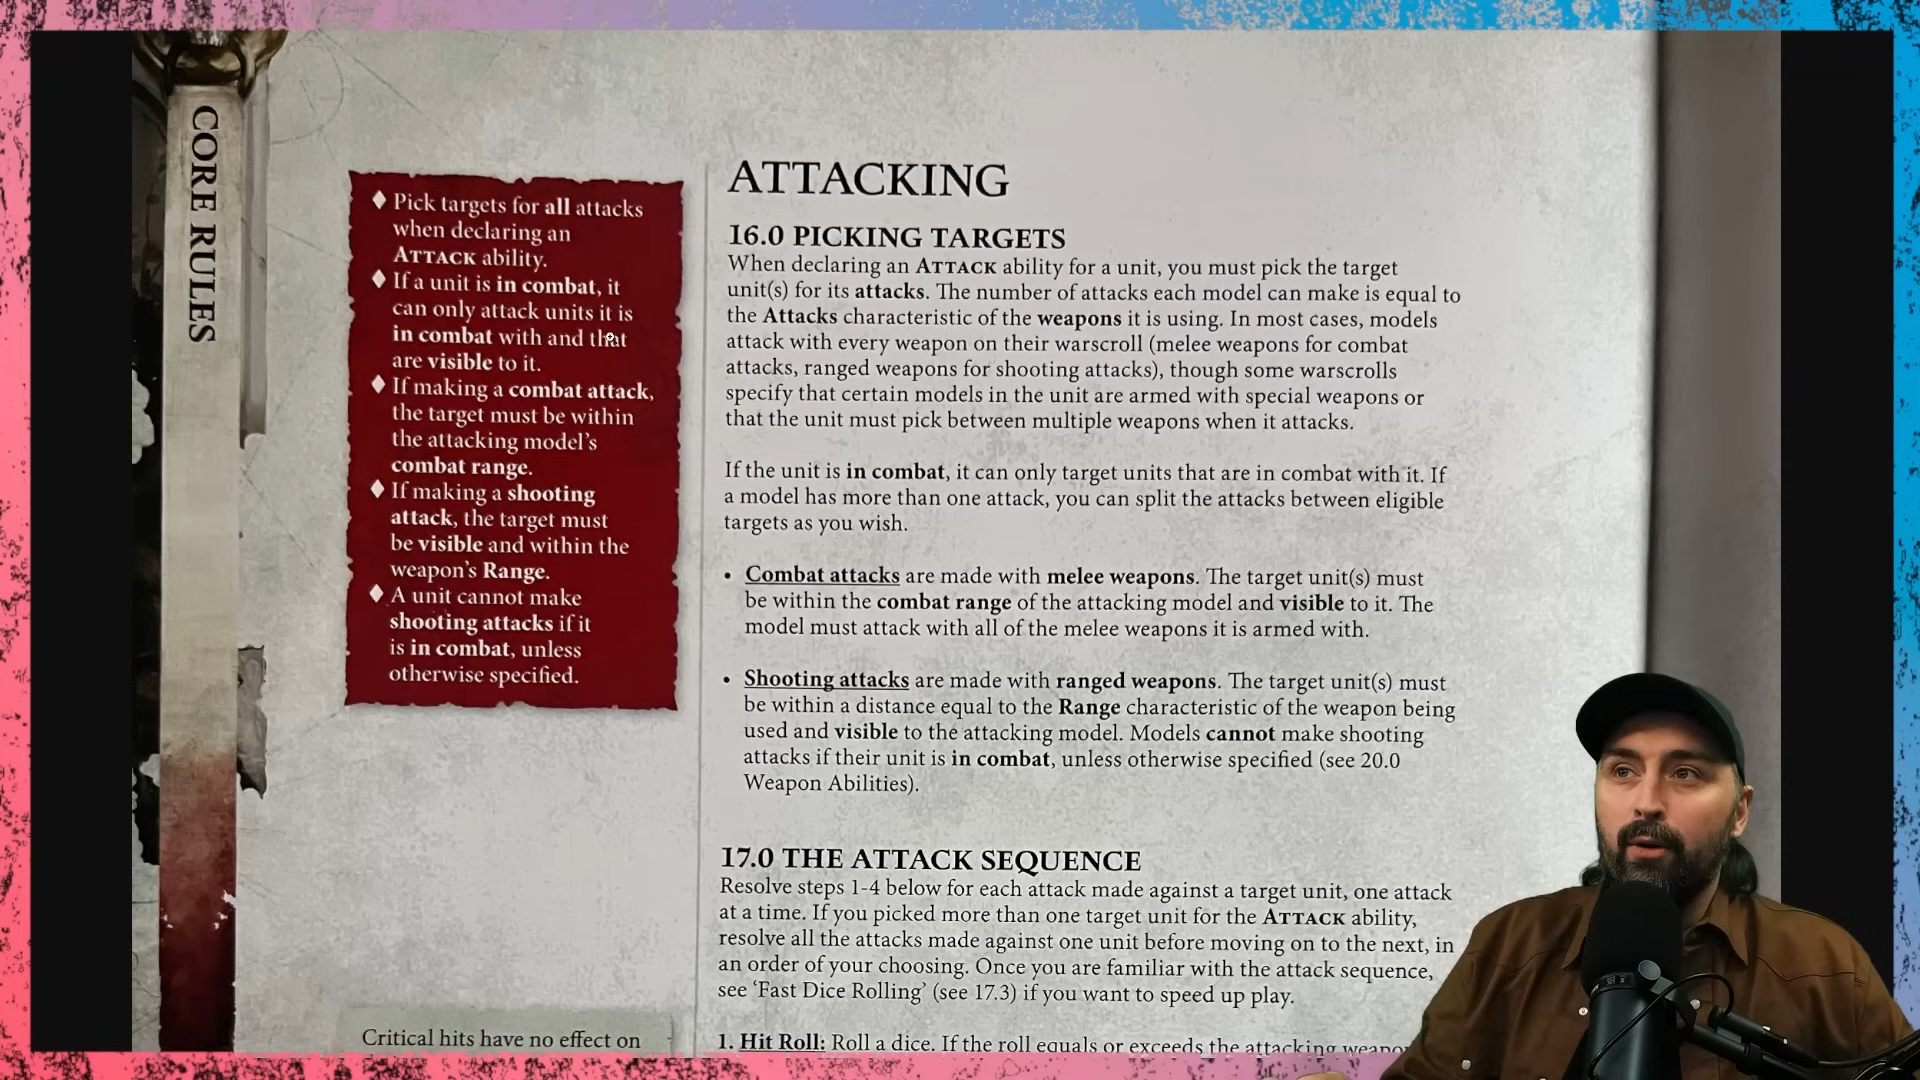 CORE RULES
◆ Pick targets for all attacks
when declaring an
ATTACK ability.
◆ If a unit is in combat, it
can only attack units it is
in combat with and that
are visible to it.
◆ If making a combat attack,
the target must be within
the attacking model's
combat range.
◆ If making a shooting
attack, the target must
be visible and within the
weapon's Range.
◆ A unit cannot make
shooting attacks if it
is in combat, unless
otherwise specified.
Critical hits have no effect on
ATTACKING
16.0 PICKING TARGETS
When declaring an ATTACK ability for a unit, you must pick the target
unit(s) for its attacks. The number of attacks each model can make is equal to
the Attacks characteristic of the weapons it is using. In most cases, models
attack with every weapon on their warscroll (melee weapons for combat
attacks, ranged weapons for shooting attacks), though some warscrolls
specify that certain models in the unit are armed with special weapons or
that the unit must pick between multiple weapons when it attacks.
If the unit is in combat, it can only target units that are in combat with it. If
a model has more than one attack, you can split the attacks between eligible
targets as you wish.
• Combat attacks are made with melee weapons. The target unit(s) must
be within the combat range of the attacking model and visible to it. The
model must attack with all of the melee weapons it is armed with.
• Shooting attacks are made with ranged weapons. The target unit(s) must
be within a distance equal to the Range characteristic of the weapon being
used and visible to the attacking model. Models cannot make shooting
attacks if their unit is in combat, unless otherwise specified (see 20.0
Weapon Abilities).
17.0 THE ATTACK SEQUENCE
Resolve steps 1-4 below for each attack made against a target unit, one attack
at a time. If you picked more than one target unit for the ATTACK ability,
resolve all the attacks made against one unit before moving on to the next, in
an order of your choosing. Once you are familiar with the attack sequence,
see 'Fast Dice Rolling' (see 17.3) if you want to speed up play.
1. Hit Roll: Roll a dice. If the roll equals or exceeds the attacking